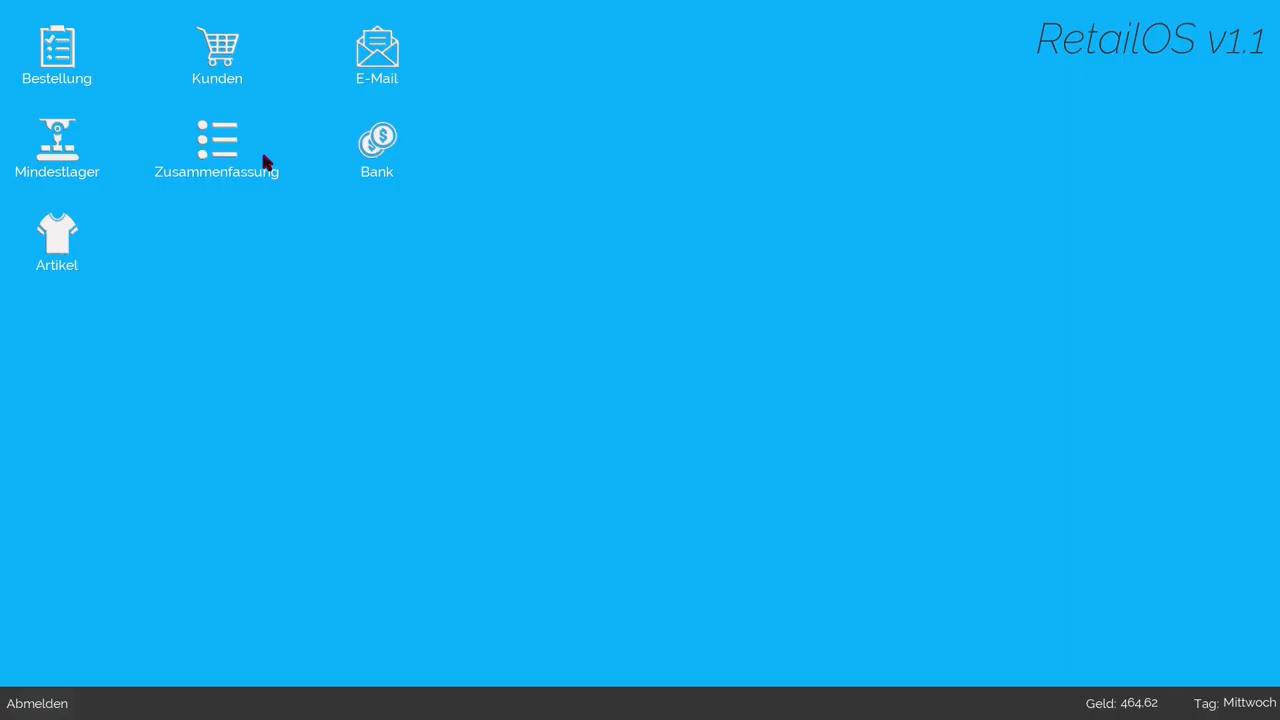 RetailOS v1.1
Bestellung
Kunden
E-Mail
Mindestlager
Zusammenfassung
Bank
Artikel
Abmelden
Geld: 464.62
Tag: Mittwoch